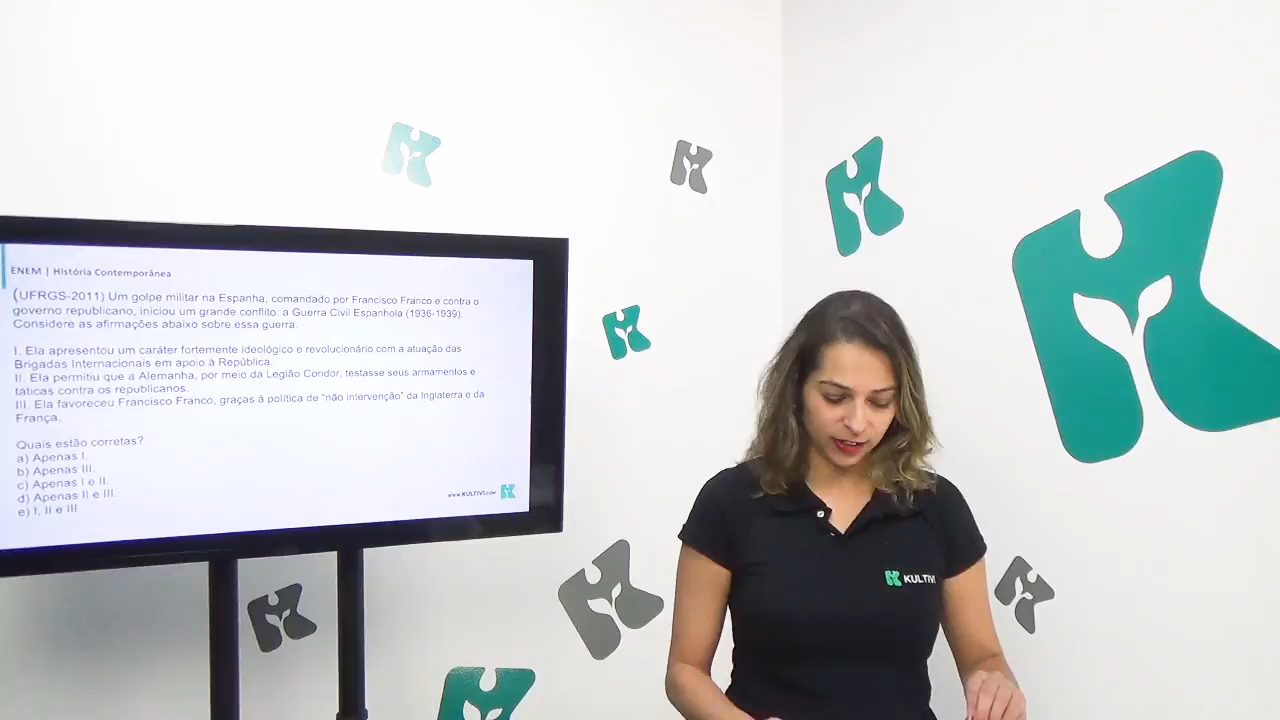 ENEM | História Contemporânea
(UFRGS-2011) Um golpe militar na Espanha, comandado por Francisco Franco e contra o
governo republicano, iniciou um grande conflito: a Guerra Civil Espanhola (1936-1939).
Considere as afirmações abaixo sobre essa guerra.
I. Ela apresentou um caráter fortemente ideológico e revolucionário com a atuação das
Brigadas Internacionais em apoio à República.
II. Ela permitiu que a Alemanha, por meio da Legião Condor, testasse seus armamentos e
táticas contra os republicanos.
III. Ela favoreceu Francisco Franco, graças à política de "não intervenção" da Inglaterra e da
França.
Quais estão corretas?
a) Apenas I.
b) Apenas III.
c) Apenas I e II.
d) Apenas II e III.
e) I, II e III
www.KULTIVI.com
KULTIVI